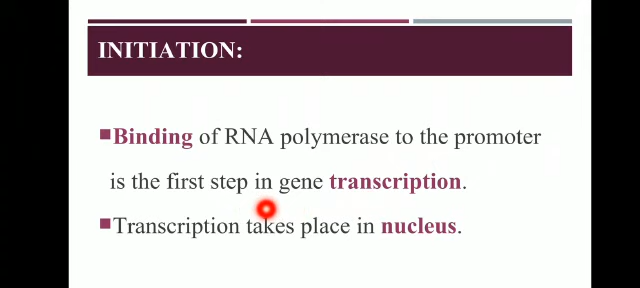 INITIATION:
Binding of RNA polymerase to the promoter
is the first step in gene transcription.
Transcription takes place in nucleus.